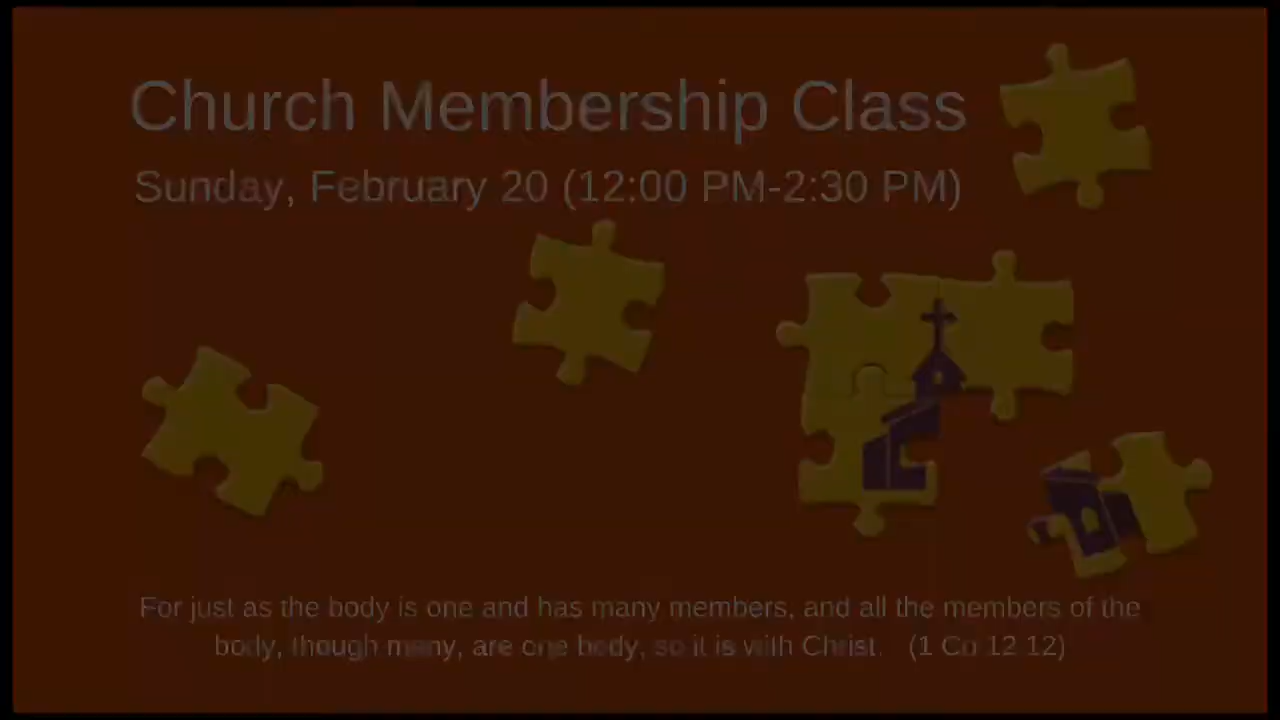 Church Membership Class
Sunday, February 20 (12:00 PM-2:30 PM)
For just as the body is one and has many members, and all the members of the
body, though many, are one body, so it is with Christ. (1 Co 12 12)